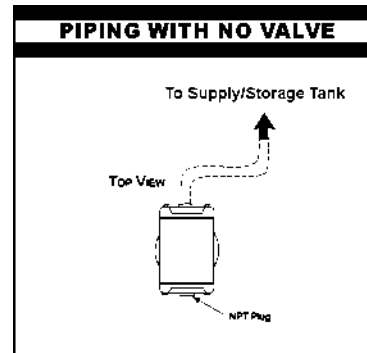 PIPING WITH NO VALVE
To Supply/Storage Tank
TOP VIEW
NPT Plug